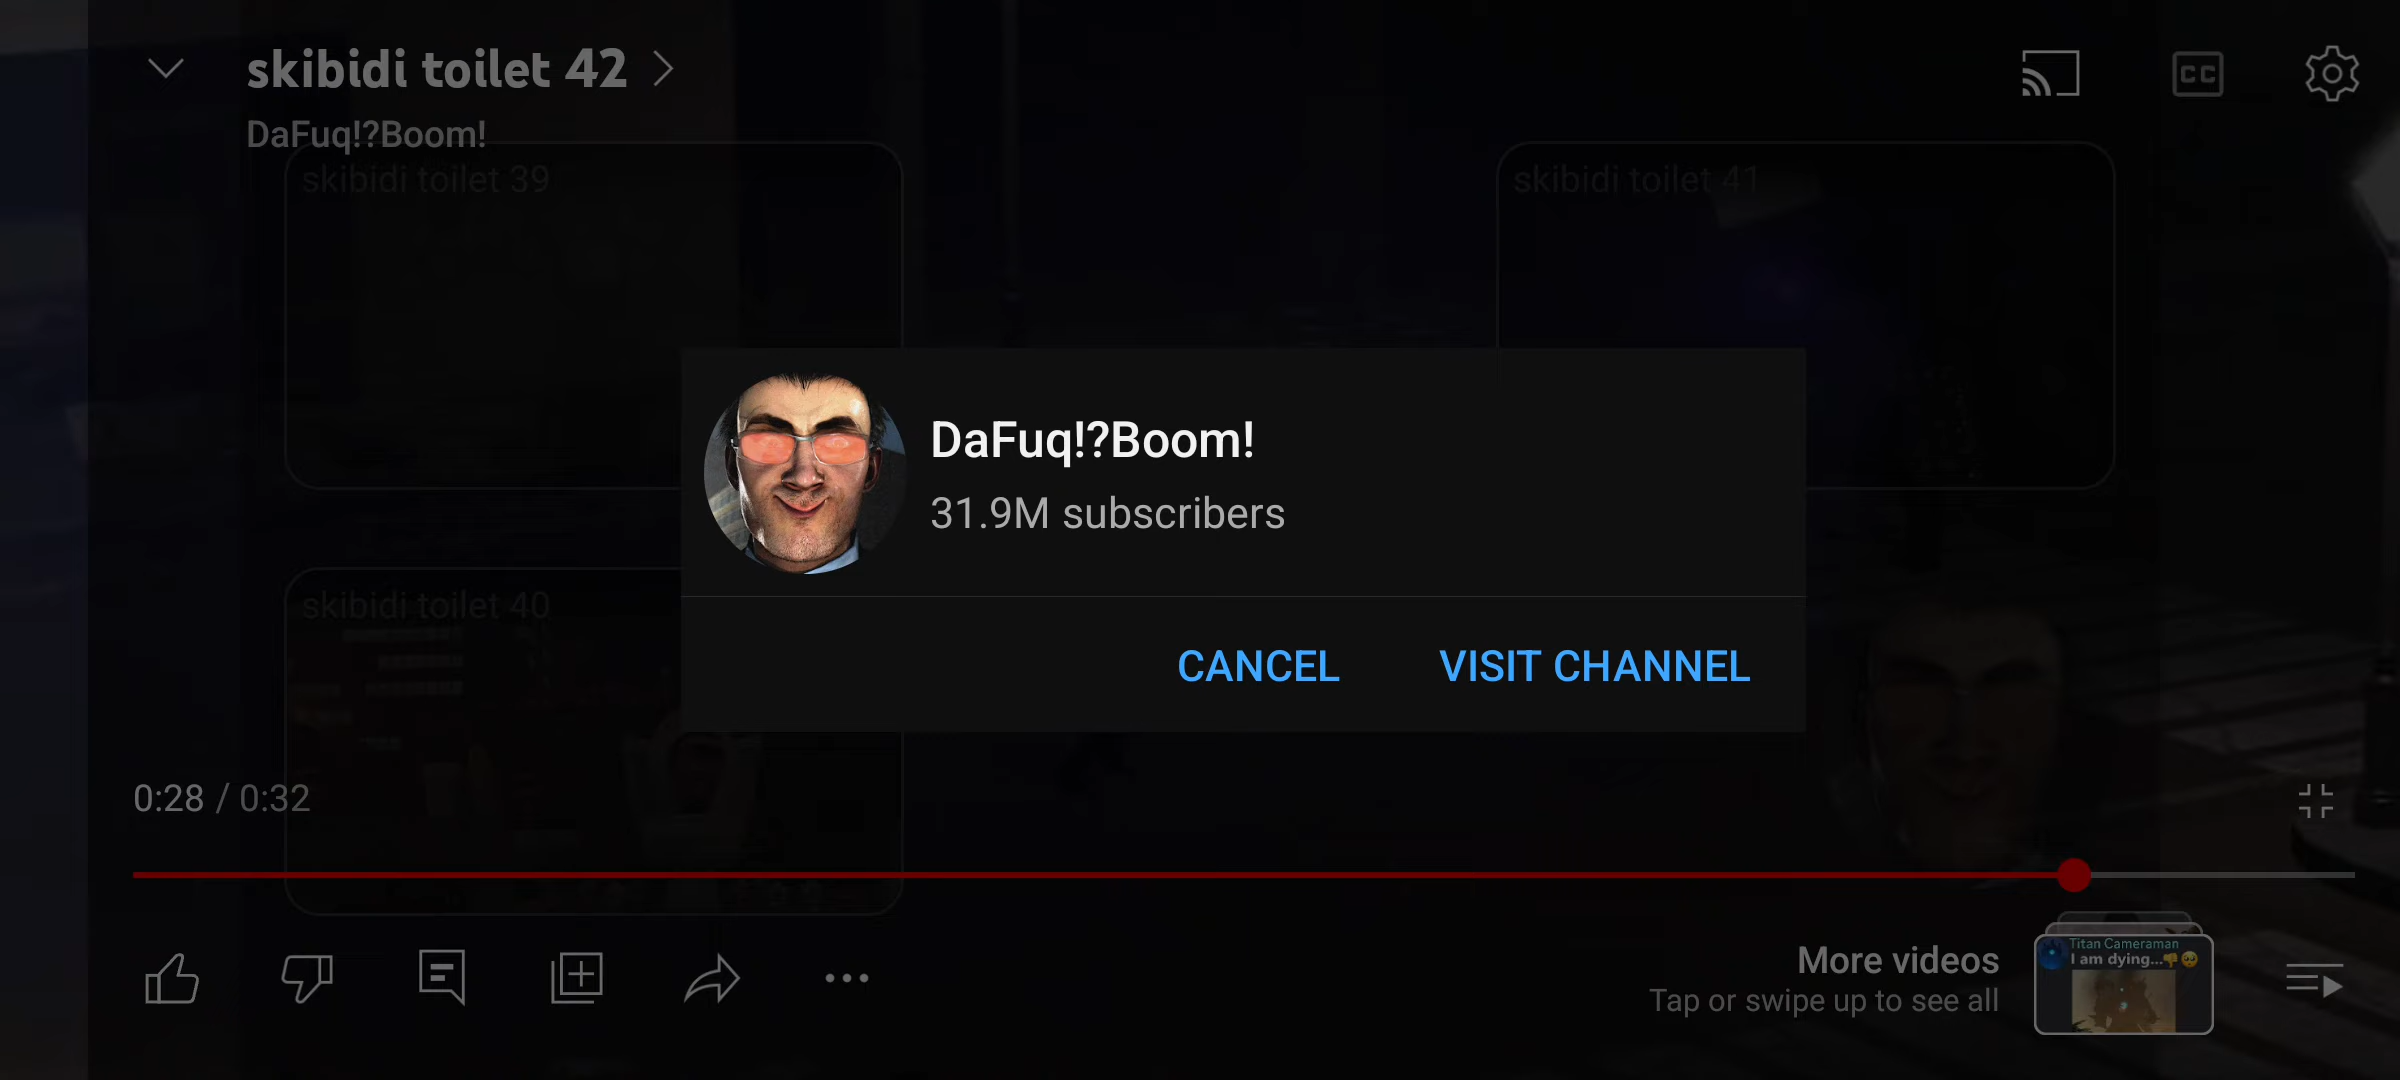 skibidi toilet 42
DaFuq!?Boom!
CC
skibidi toilet 39
skibidi toilet 41
DaFuq!?Boom!
31.9M subscribers
skibidi toilet 40
CANCEL
VISIT CHANNEL
0:28 / 0:32
More videos
Tap or swipe up to see all
Titan Cameraman
I am dying...👎🥺